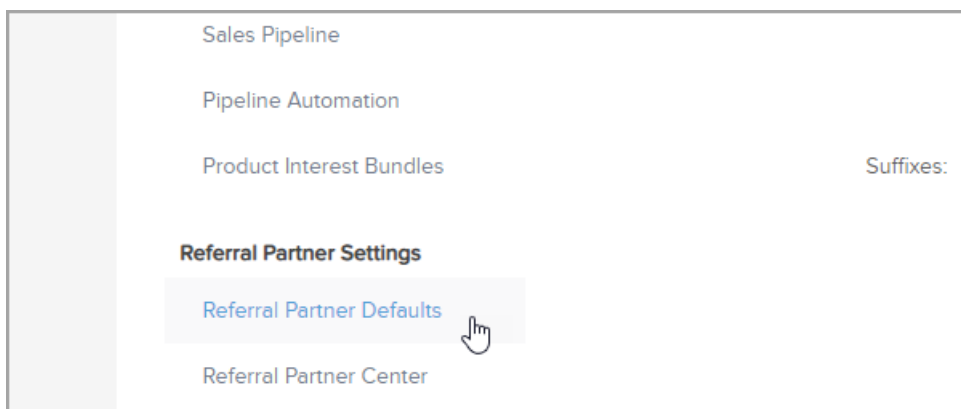 Sales Pipeline
Pipeline Automation
Product Interest Bundles
Suffixes:
Referral Partner Settings
Referral Partner Defaults
Referral Partner Center